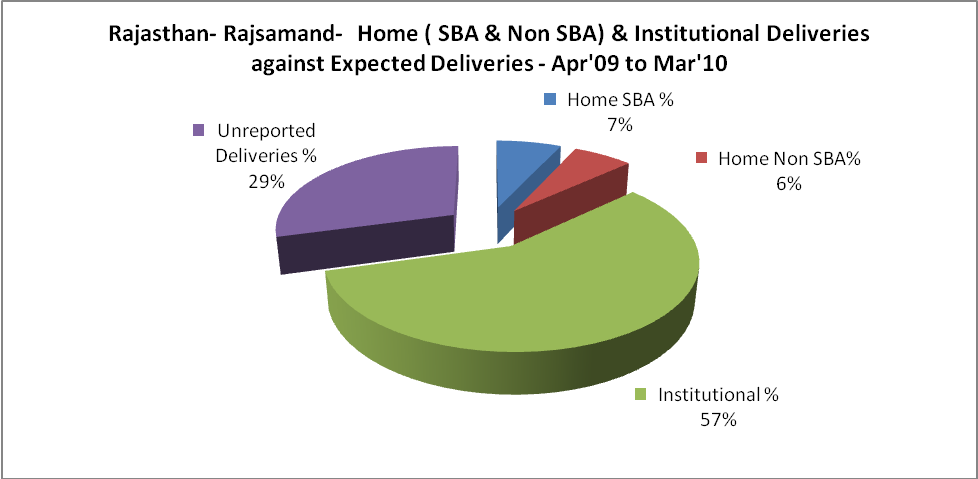 Rajasthan- Rajsamand- Home ( SBA & Non SBA) & Institutional Deliveries
against Expected Deliveries - Apr'09 to Mar'10
Home SBA %
7%
Unreported
Deliveries %
29%
Home Non SBA%
6%
Institutional %
57%